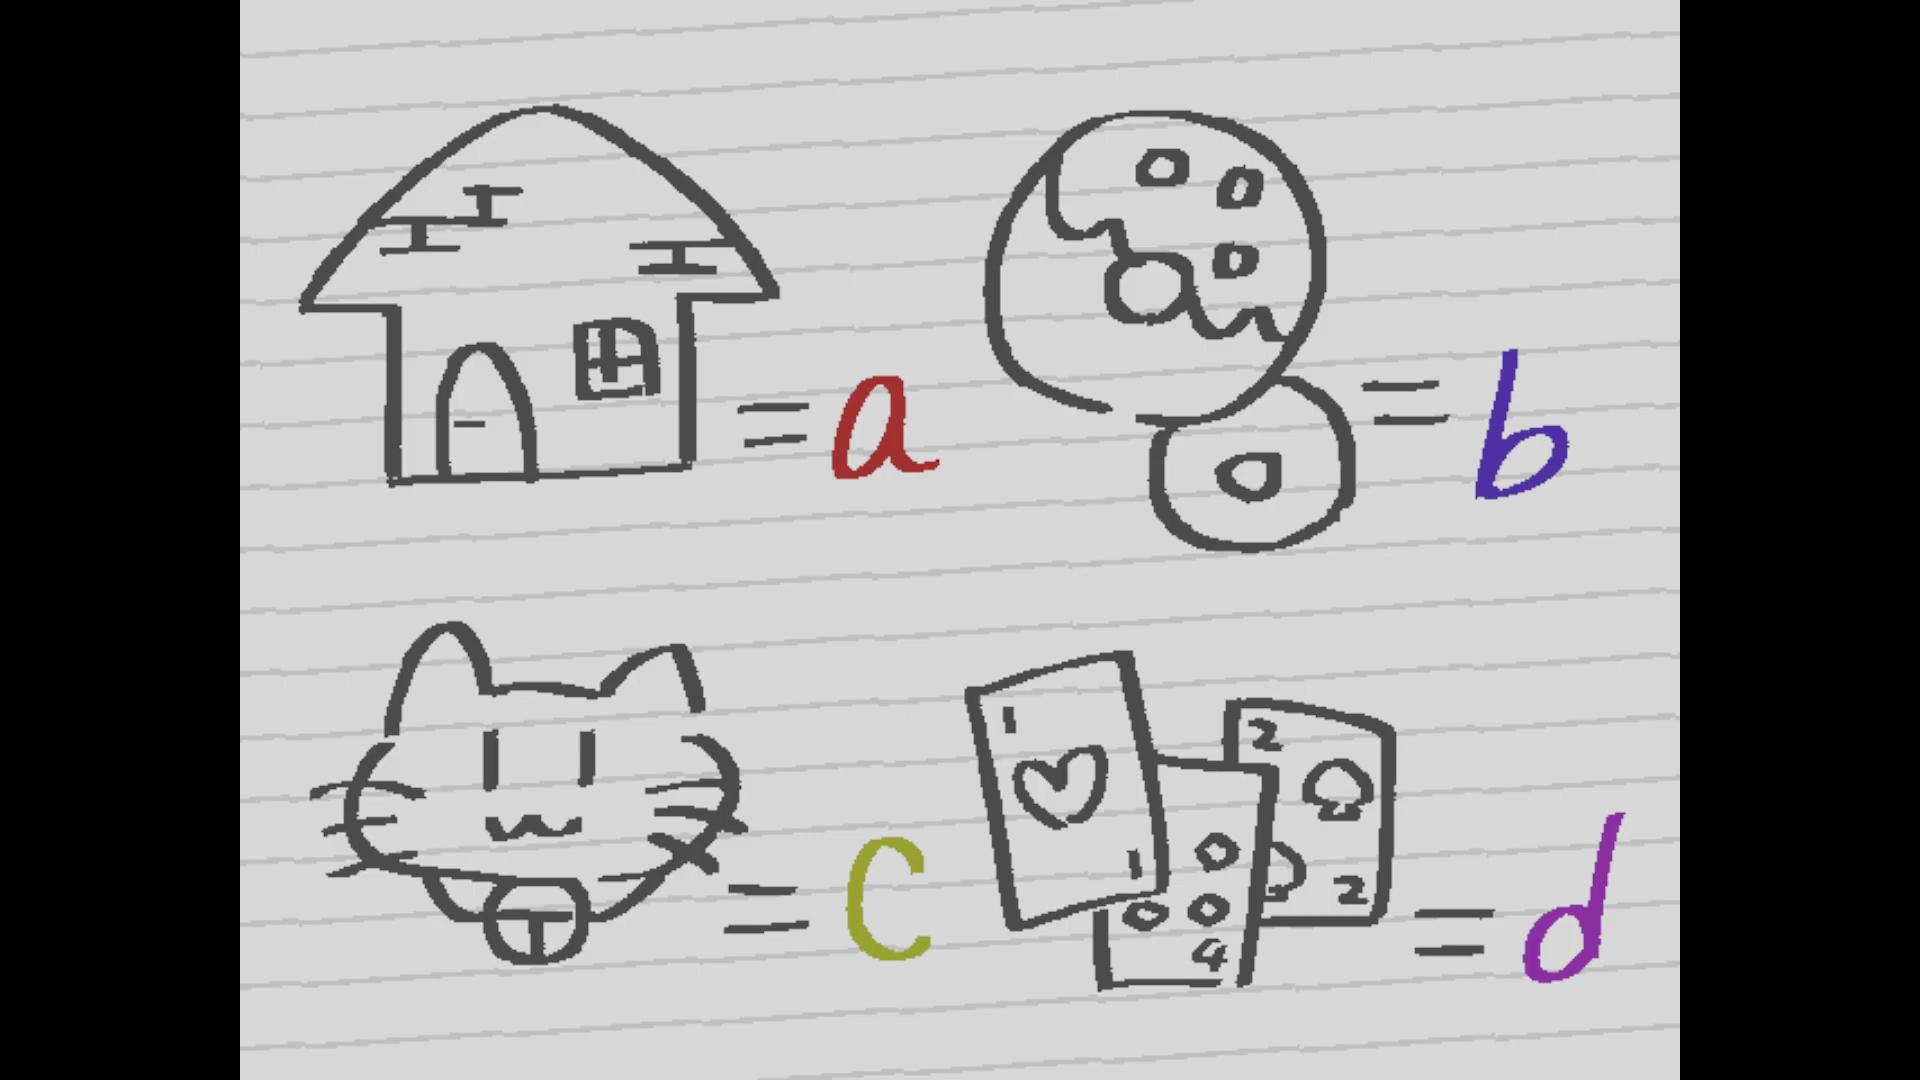 = a
= b
= c
1
1
4
2
2
= d